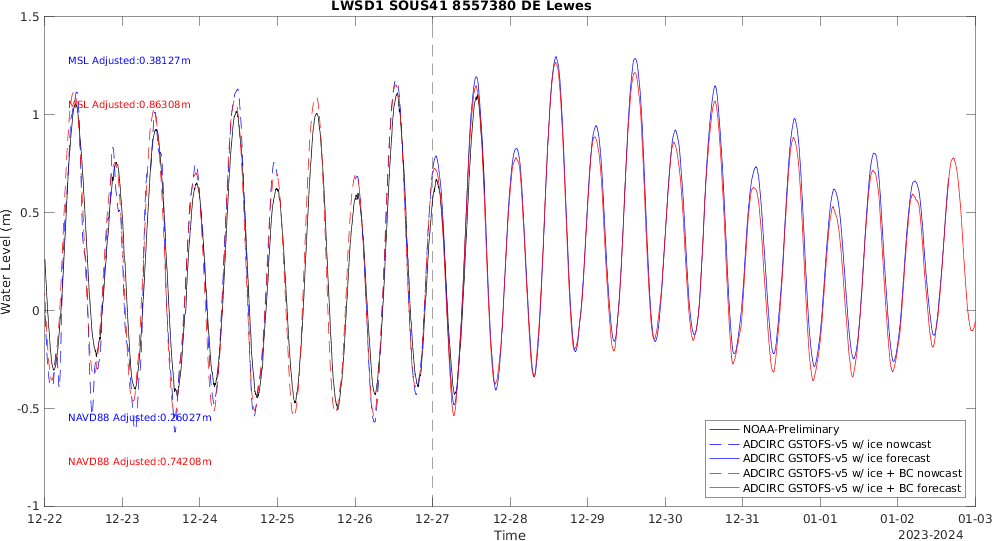 LWSD1 SOUS41 8557380 DE Lewes
1.5
1
0.5
0
-0.5
-1
Water Level (m)
MSL Adjusted:0.38127m
MSL Adjusted:0.86308m
NAVD88 Adjusted:0.26027m
NAVD88 Adjusted:0.74208m
NOAA-Preliminary
ADCIRC GSTOFS-v5 w/ ice nowcast
ADCIRC GSTOFS-v5 w/ ice forecast
ADCIRC GSTOFS-v5 w/ ice + BC nowcast
ADCIRC GSTOFS-v5 w/ ice + BC forecast
12-22 12-23 12-24 12-25 12-26 12-27 12-28 12-29 12-30 12-31 01-01 01-02 01-03
Time
2023-2024